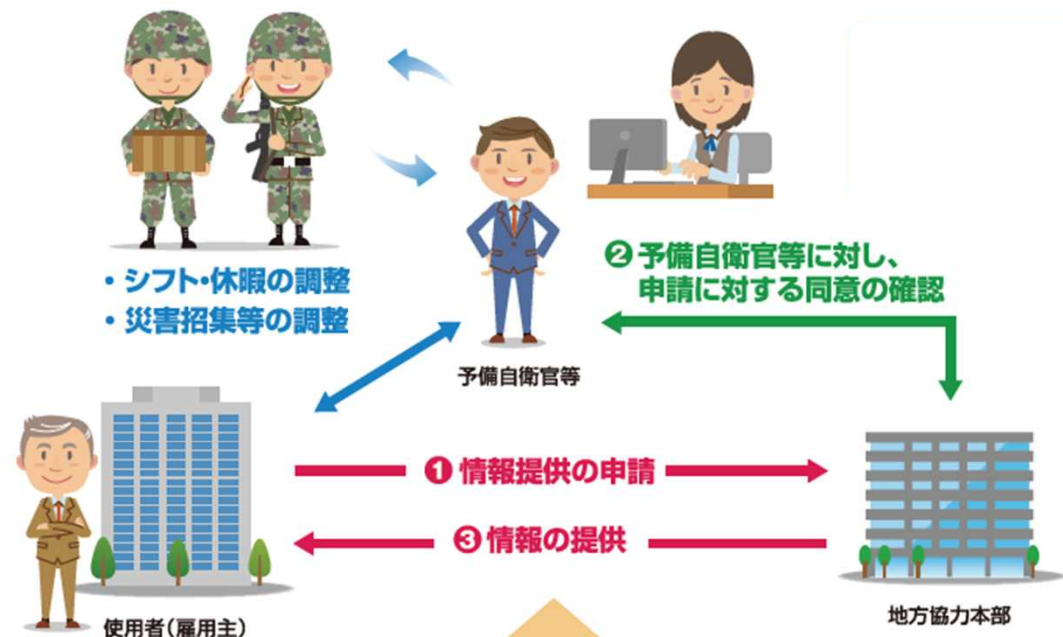 ・シフト・休暇の調整
・災害招集等の調整
❷予備自衛官等に対し、
申請に対する同意の確認
予備自衛官等
❶情報提供の申請
❸情報の提供
使用者（雇用主）
地方協力本部